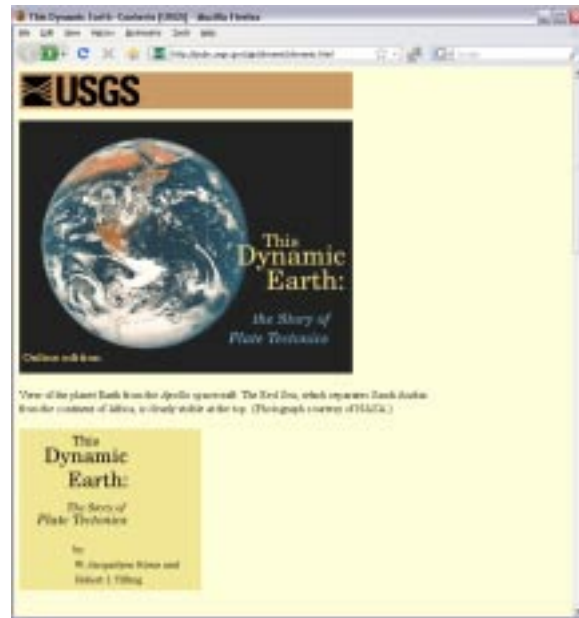 This Dynamic Earth: Contents [USGS] - Mozilla Firefox
USGS
This
Dynamic
Earth:
the Story of
Plate Tectonics
Online edition
View of the planet Earth from the Apollo spacecraft. The Red Sea, which separates Saudi Arabia
from the continent of Africa, is clearly visible at the top. (Photograph courtesy of NASA.)
This
Dynamic
Earth:
The Story of
Plate Tectonics
by
W. Jacquelyne Kious and
Robert I. Tilling